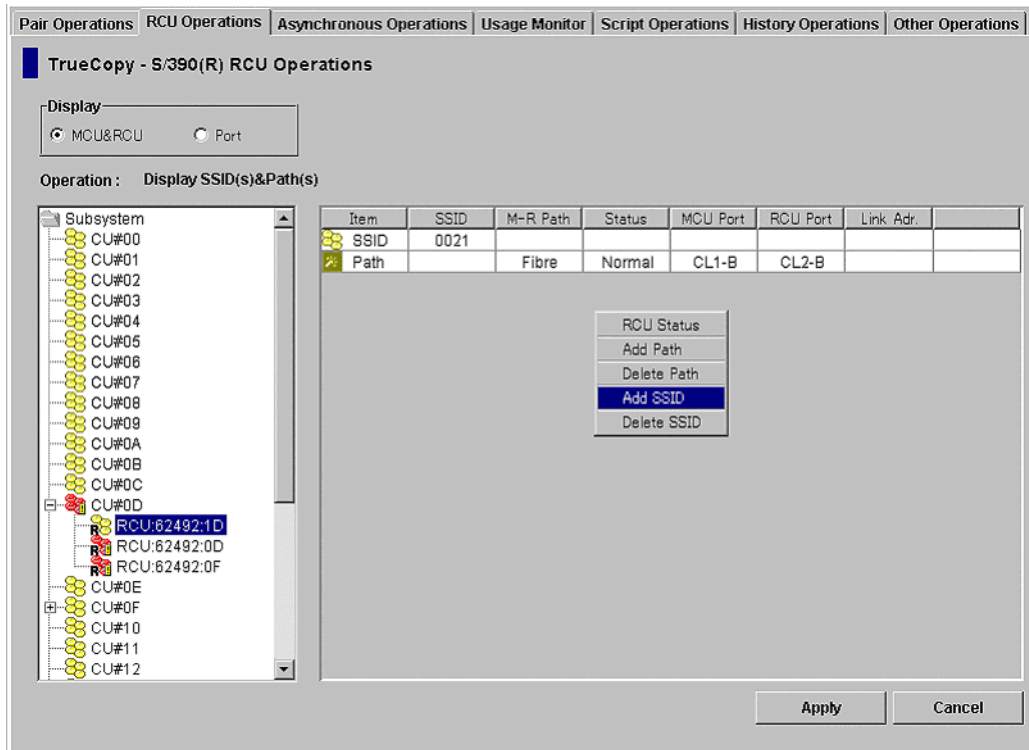 Pair Operations RCU Operations Asynchronous Operations Usage Monitor Script Operations History Operations Other Operations
TrueCopy - S/390(R) RCU Operations
Display
MCU&RCU Port
Operation : Display SSID(s)&Path(s)
Subsystem
CU#00
CU#01
CU#02
CU#03
CU#04
CU#05
CU#06
CU#07
CU#08
CU#09
CU#0A
CU#0B
CU#0C
CU#0D
RCU:62492:1D
RCU:62492:0D
RCU:62492:0F
CU#0E
CU#0F
CU#10
CU#11
CU#12
Item SSID M-R Path Status MCU Port RCU Port Link Adr.
SSID 0021
Path Fibre Normal CL1-B CL2-B
RCU Status
Add Path
Delete Path
Add SSID
Delete SSID
Apply Cancel